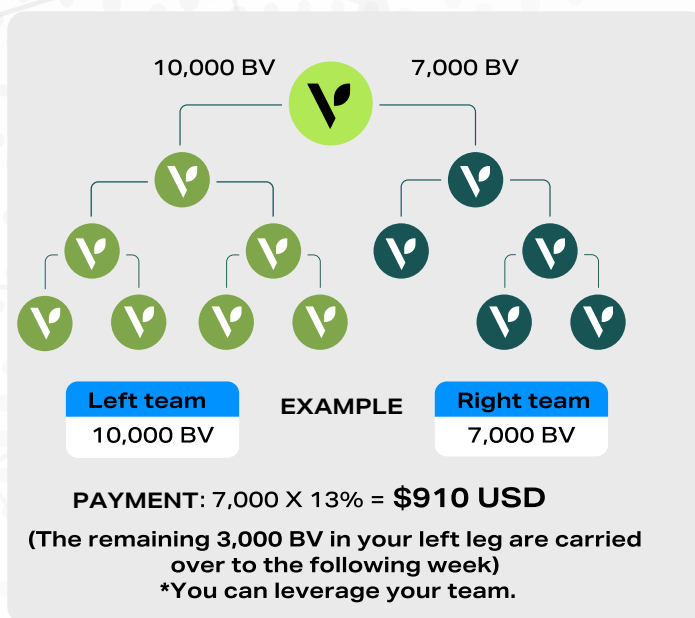 10,000 BV
7,000 BV
Left team
10,000 BV
EXAMPLE
Right team
7,000 BV
PAYMENT: 7,000 X 13% = $910 USD
(The remaining 3,000 BV in your left leg are carried
over to the following week)
*You can leverage your team.